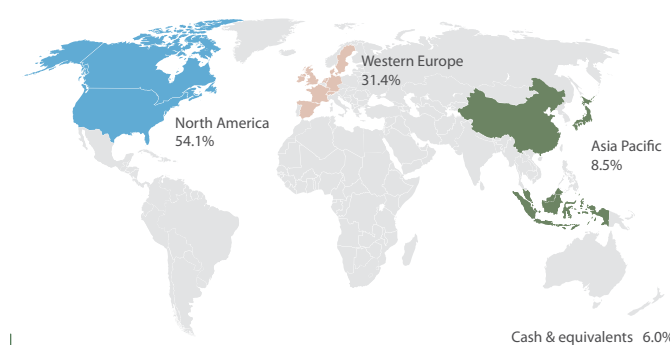 Western Europe
31.4%
North America
54.1%
Asia Pacific
8.5%
Cash & equivalents 6.0%